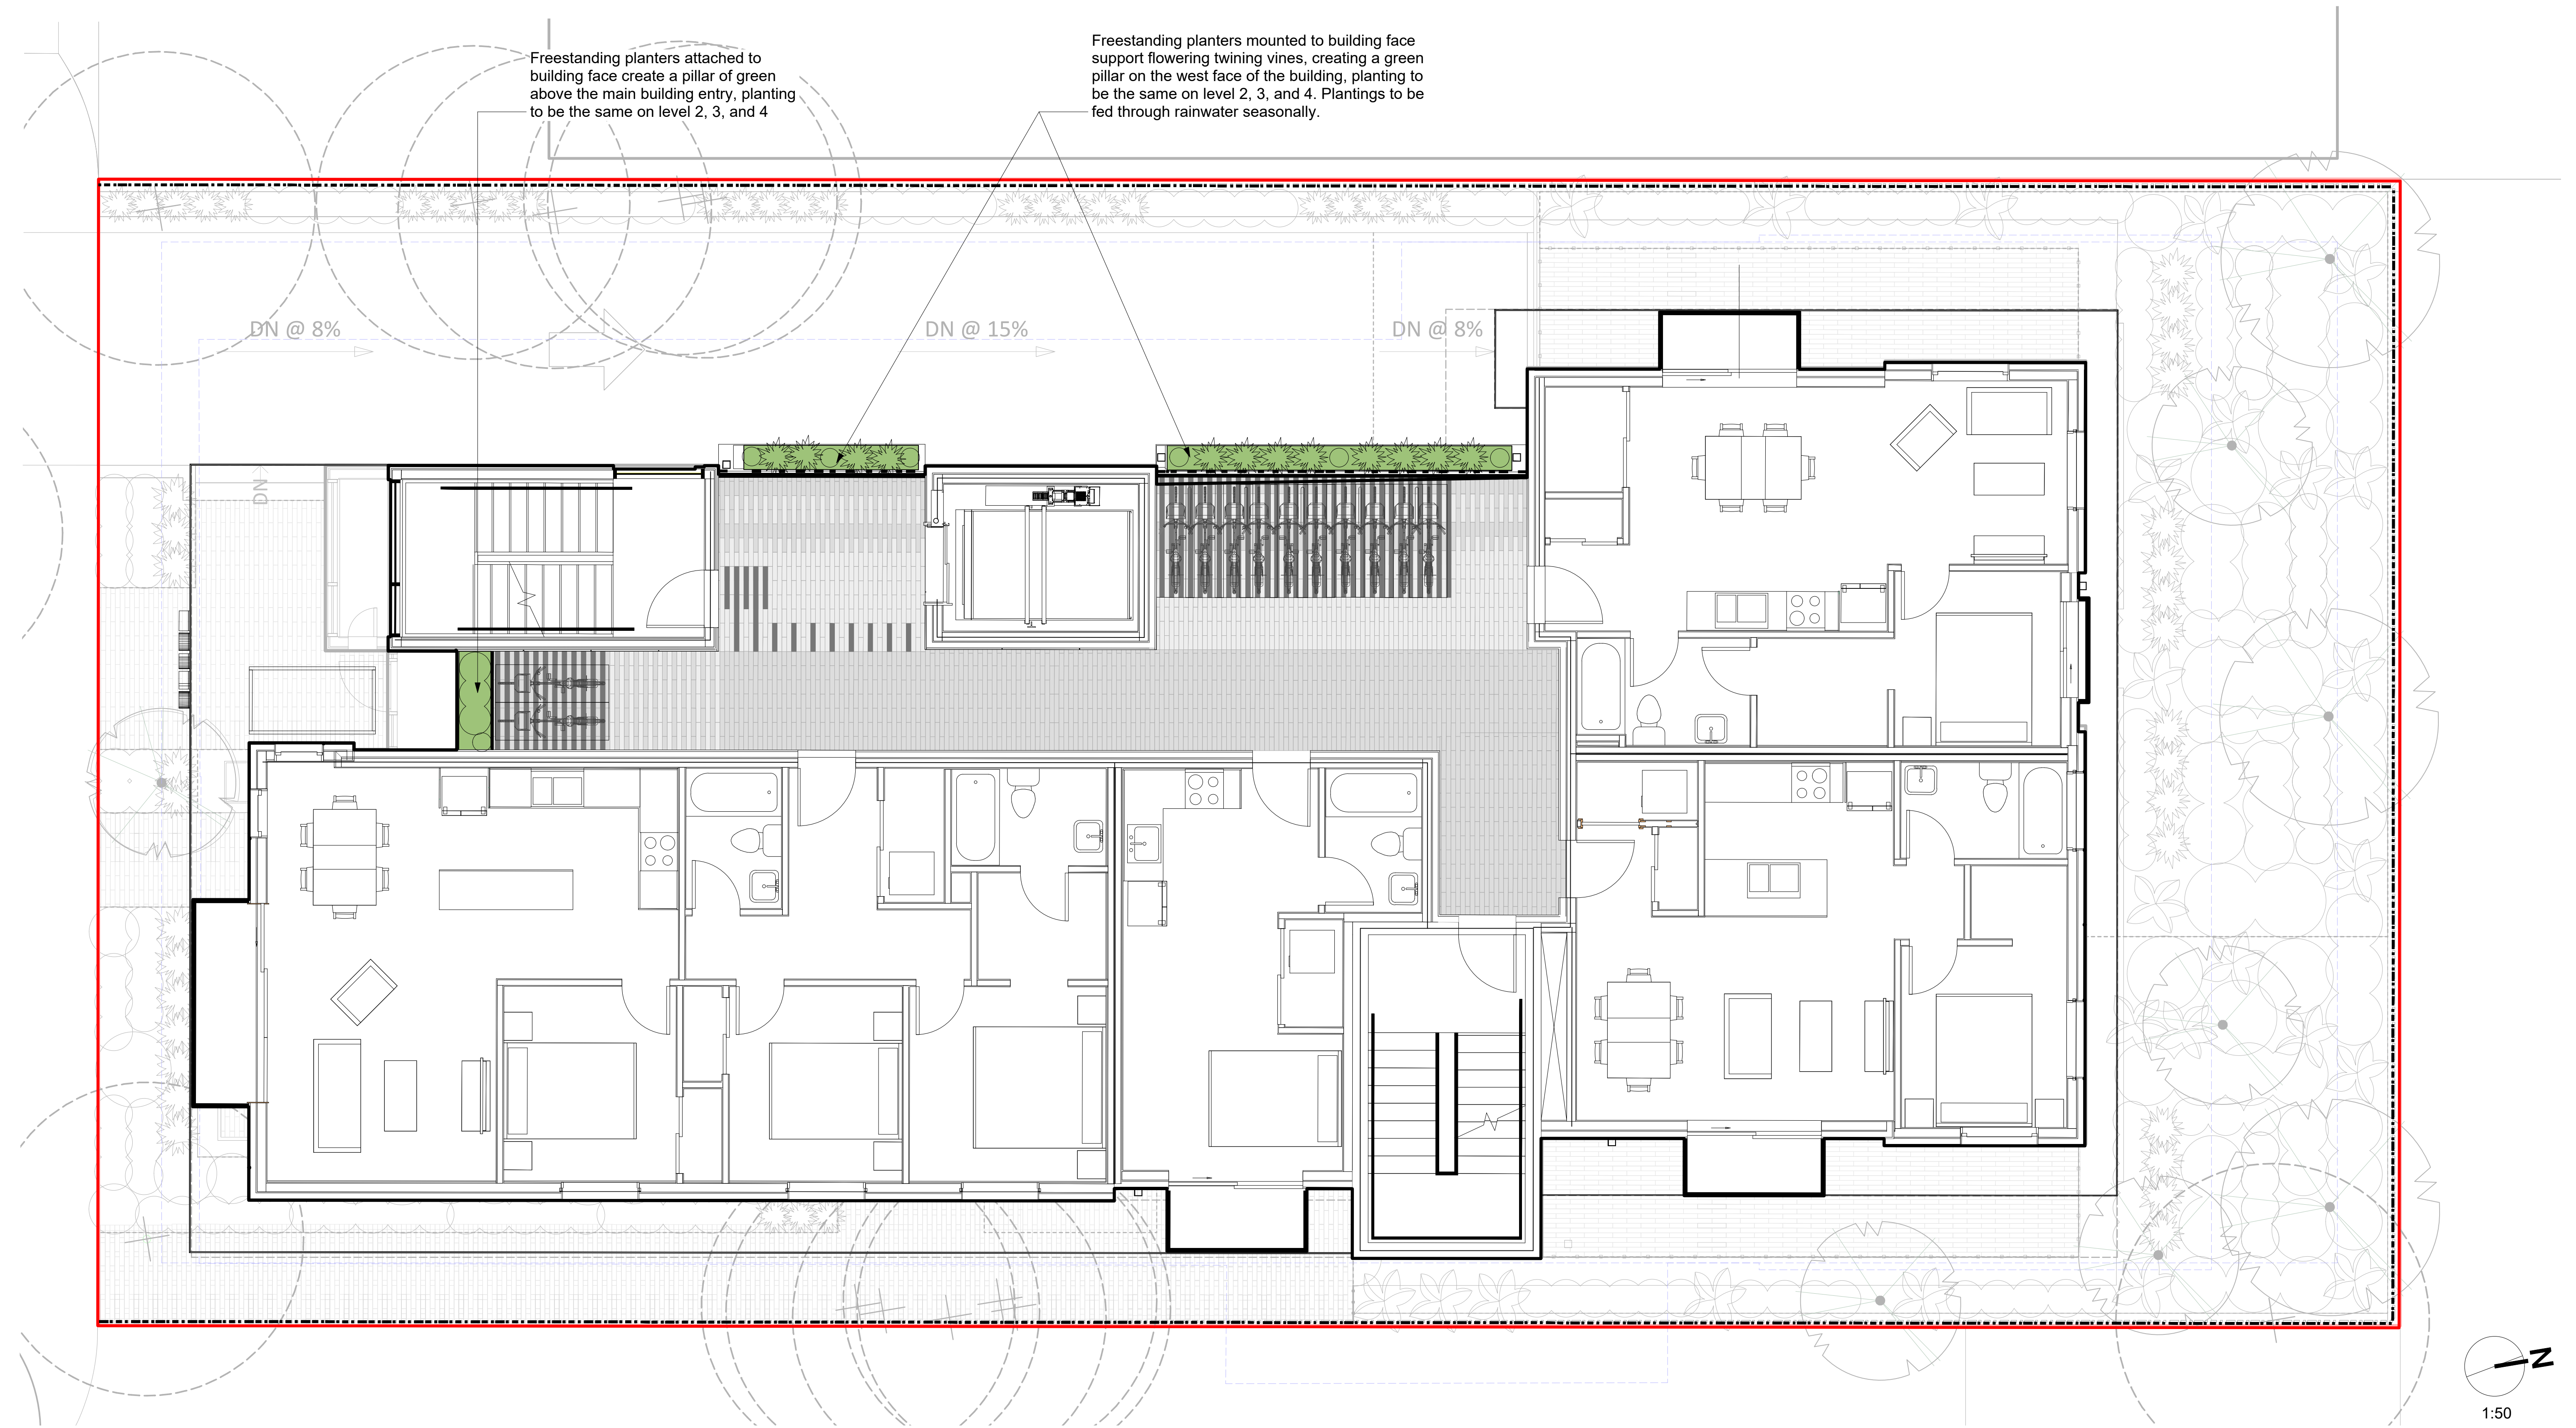 Freestanding planters attached to
building face create a pillar of green
above the main building entry, planting
to be the same on level 2, 3, and 4
Freestanding planters mounted to building face
support flowering twining vines, creating a green
pillar on the west face of the building, planting to
be the same on level 2, 3, and 4. Plantings to be
fed through rainwater seasonally.
DN @ 8%
DN @ 15%
DN @ 8%
DN
N
1:50